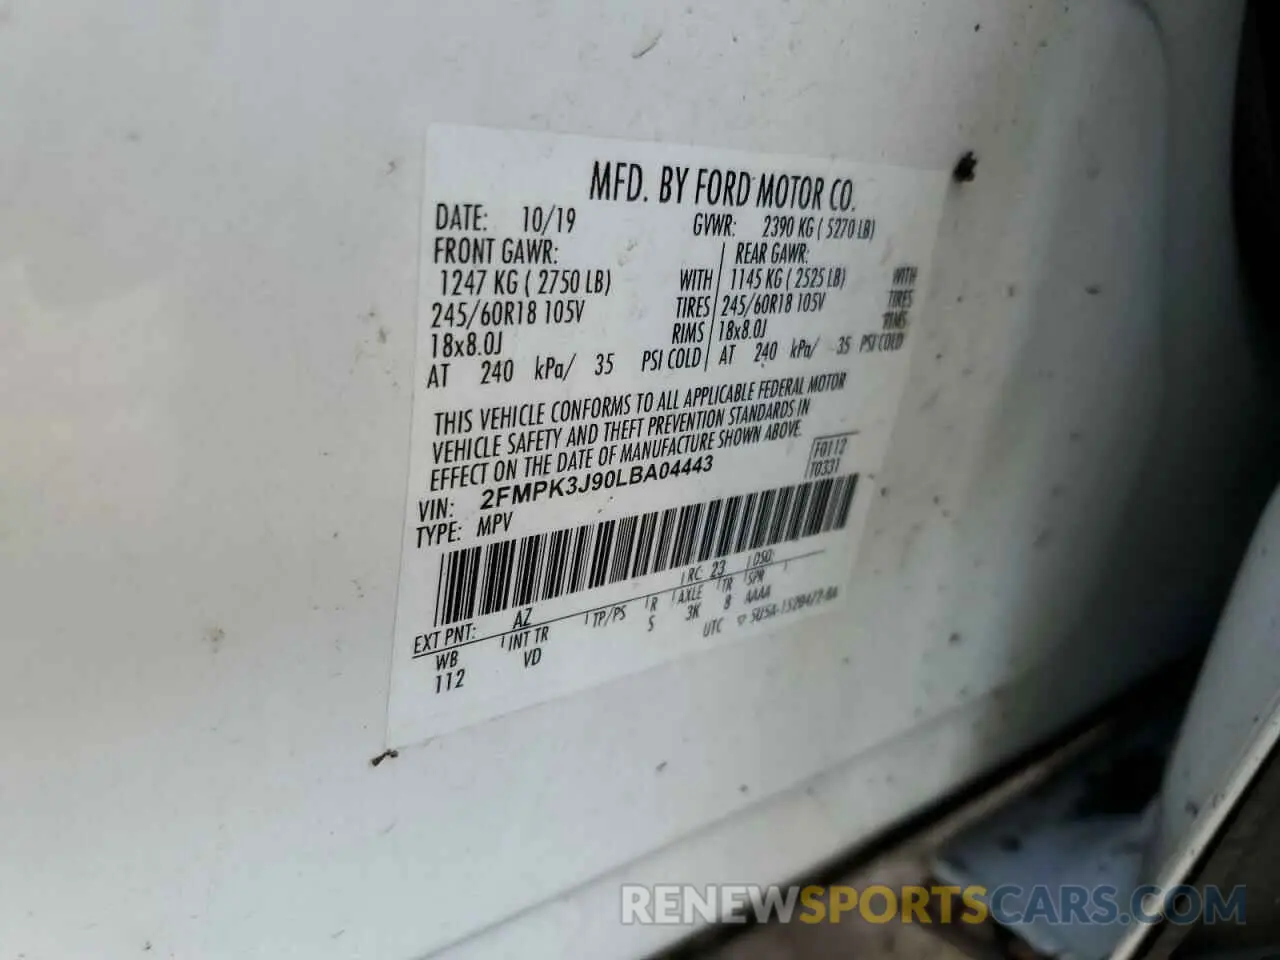 MFD. BY FORD MOTOR CO.
DATE: 10/19 GVWR: 2390 KG ( 5270 LB)
FRONT GAWR: REAR GAWR:
1247 KG ( 2750 LB) WITH 1145 KG ( 2525 LB) WITH
245/60R18 105V TIRES 245/60R18 105V TIRES
18x8.0J RIMS 18x8.0J RIMS
AT 240 kPa/ 35 PSI COLD AT 240 kPa/ 35 PSI COLD
THIS VEHICLE CONFORMS TO ALL APPLICABLE FEDERAL MOTOR
VEHICLE SAFETY AND THEFT PREVENTION STANDARDS IN
EFFECT ON THE DATE OF MANUFACTURE SHOWN ABOVE.
VIN: 2FMPK3J90LBA04443 F0112
TYPE: MPV T0331
EXT PNT: AZ RC: 23 DSO:
WB INT TR TP/PS R AXLE TR SPR
112 VD S 3K 8 AAAA
UTC
RENEWSPORTSCARS.COM